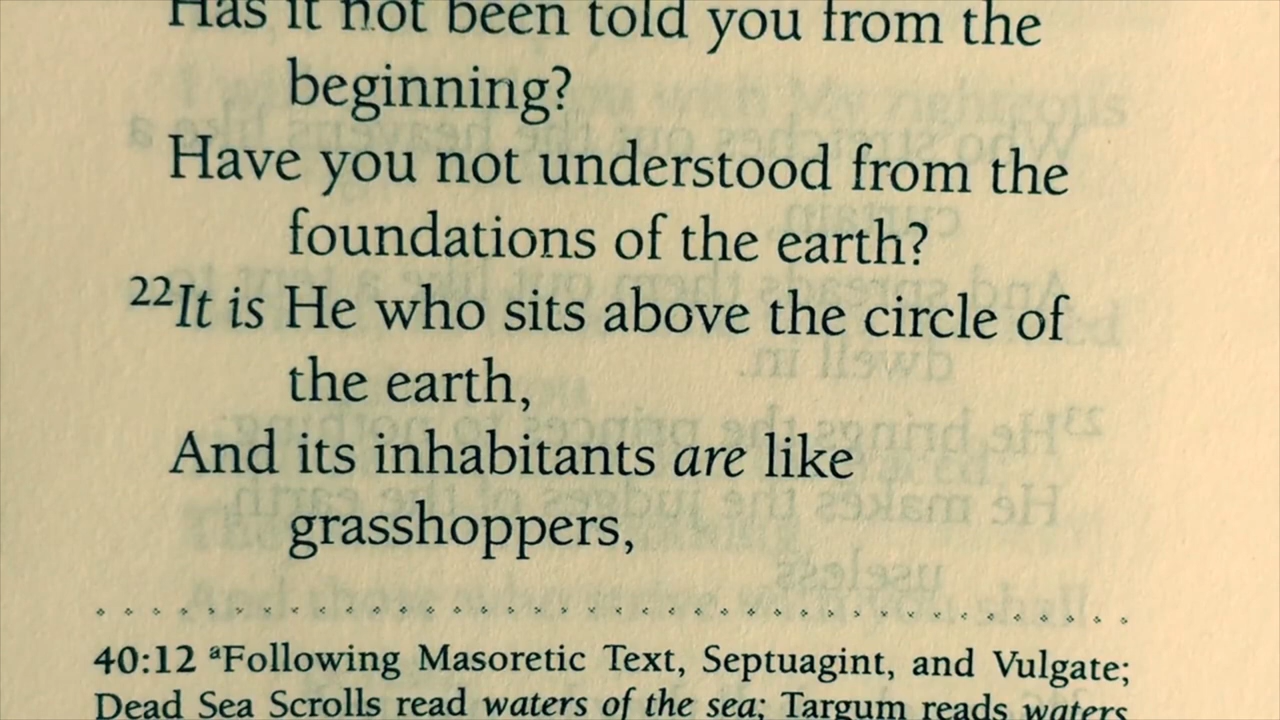 Has it not been told you from the
beginning?
Have you not understood from the
foundations of the earth?
22It is He who sits above the circle of
the earth,
And its inhabitants are like
grasshoppers,
40:12 aFollowing Masoretic Text, Septuagint, and Vulgate;
Dead Sea Scrolls read waters of the sea; Targum reads waters